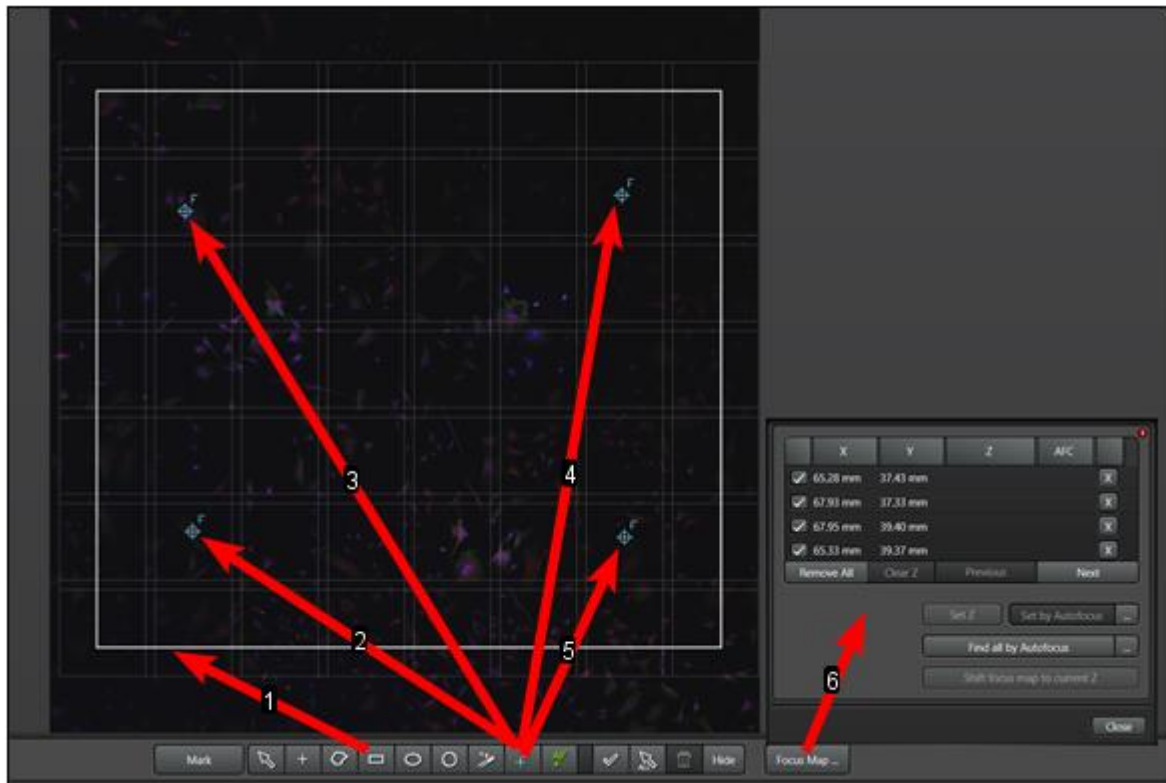 F
F
3
4
F
F
2
5
1
6
X Y Z AFC
65.28 mm 37.43 mm X
67.93 mm 37.33 mm X
67.95 mm 39.40 mm X
65.33 mm 39.37 mm X
Remove All Clear Z Previous Next
Set Z Set by Autofocus ...
Find all by Autofocus ...
Shift focus map to current Z
Close
Mark Hide Focus Map ...